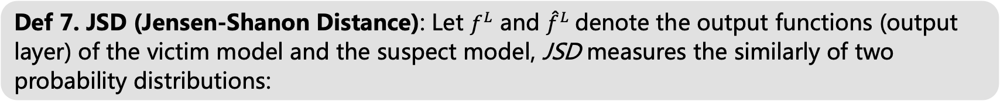 Def 7. JSD (Jensen-Shanon Distance): Let f^L and f̂^L denote the output functions (output
layer) of the victim model and the suspect model, JSD measures the similarly of two
probability distributions: